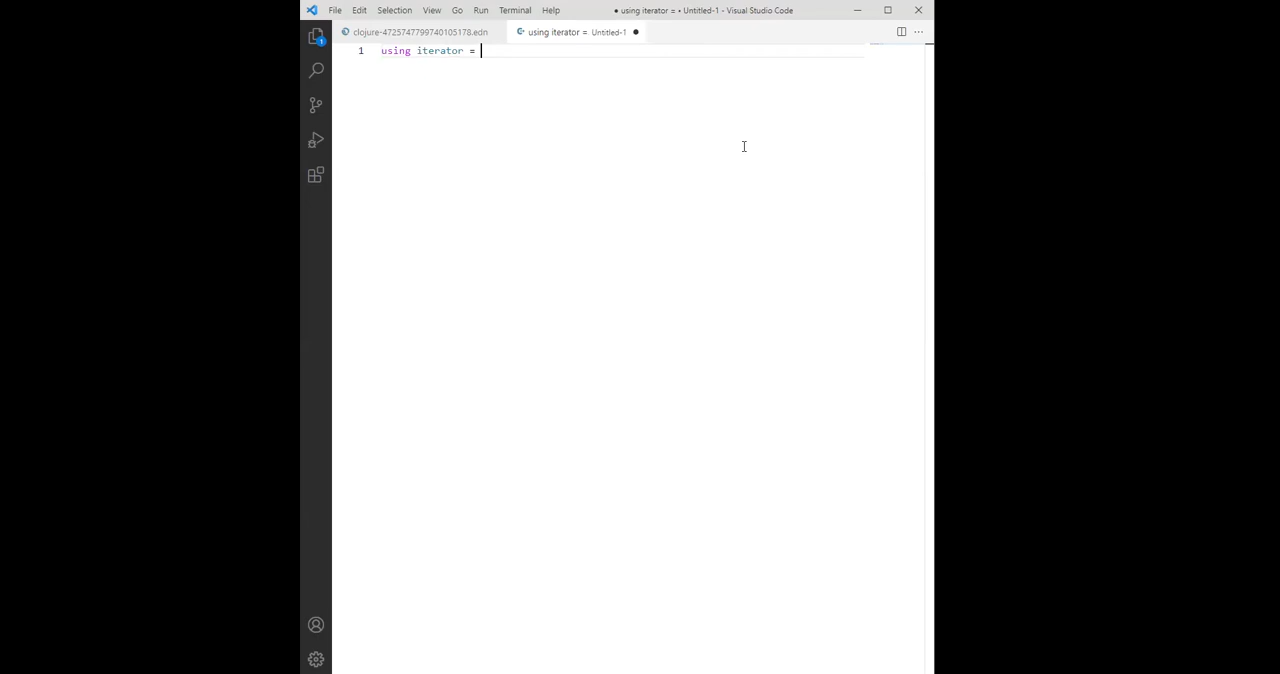 File Edit Selection View Go Run Terminal Help
● using iterator = • Untitled-1 - Visual Studio Code
clojure-4725747799740105178.edn
using iterator = Untitled-1
1 using iterator =
1